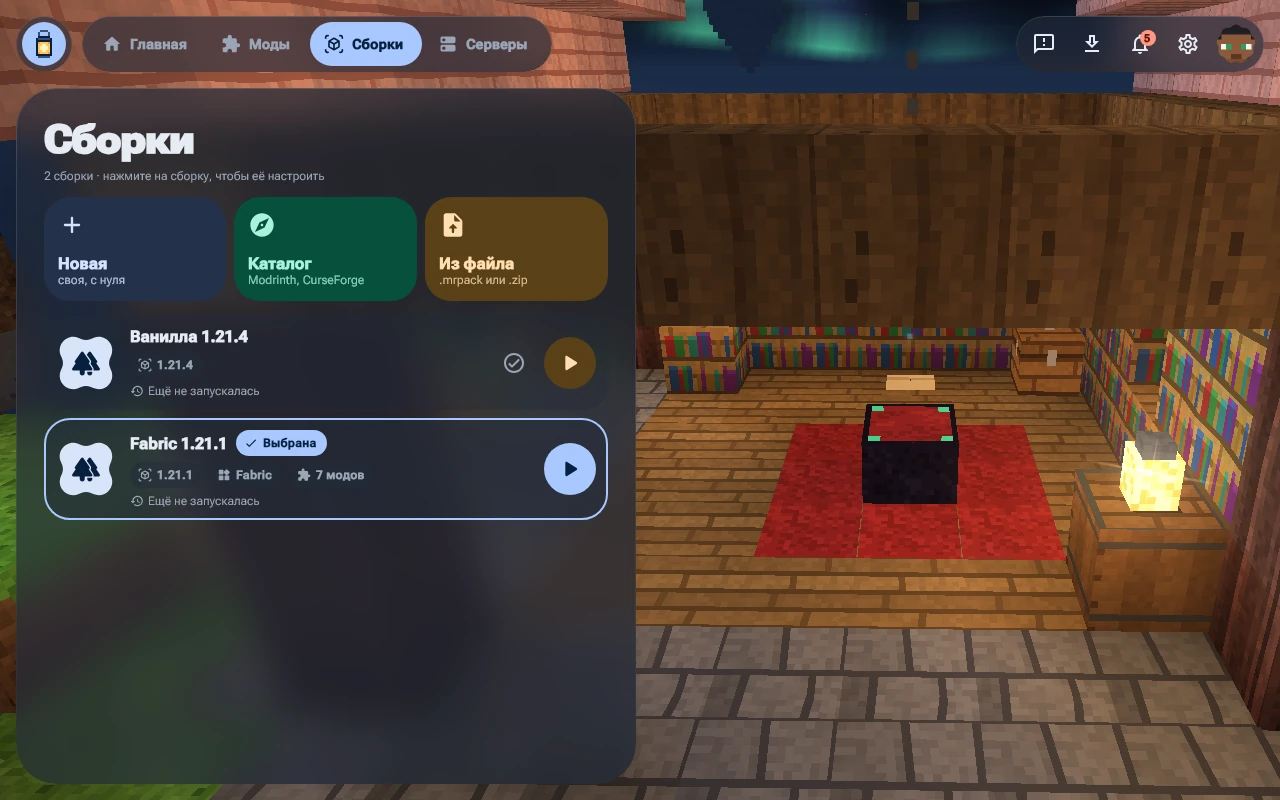 Главная
Моды
Сборки
Серверы
5
Сборки
2 сборки · нажмите на сборку, чтобы её настроить
Новая
своя, с нуля
Каталог
Modrinth, CurseForge
Из файла
.mrpack или .zip
Ванилла 1.21.4
1.21.4
Ещё не запускалась
Fabric 1.21.1
Выбрана
1.21.1
Fabric
7 модов
Ещё не запускалась